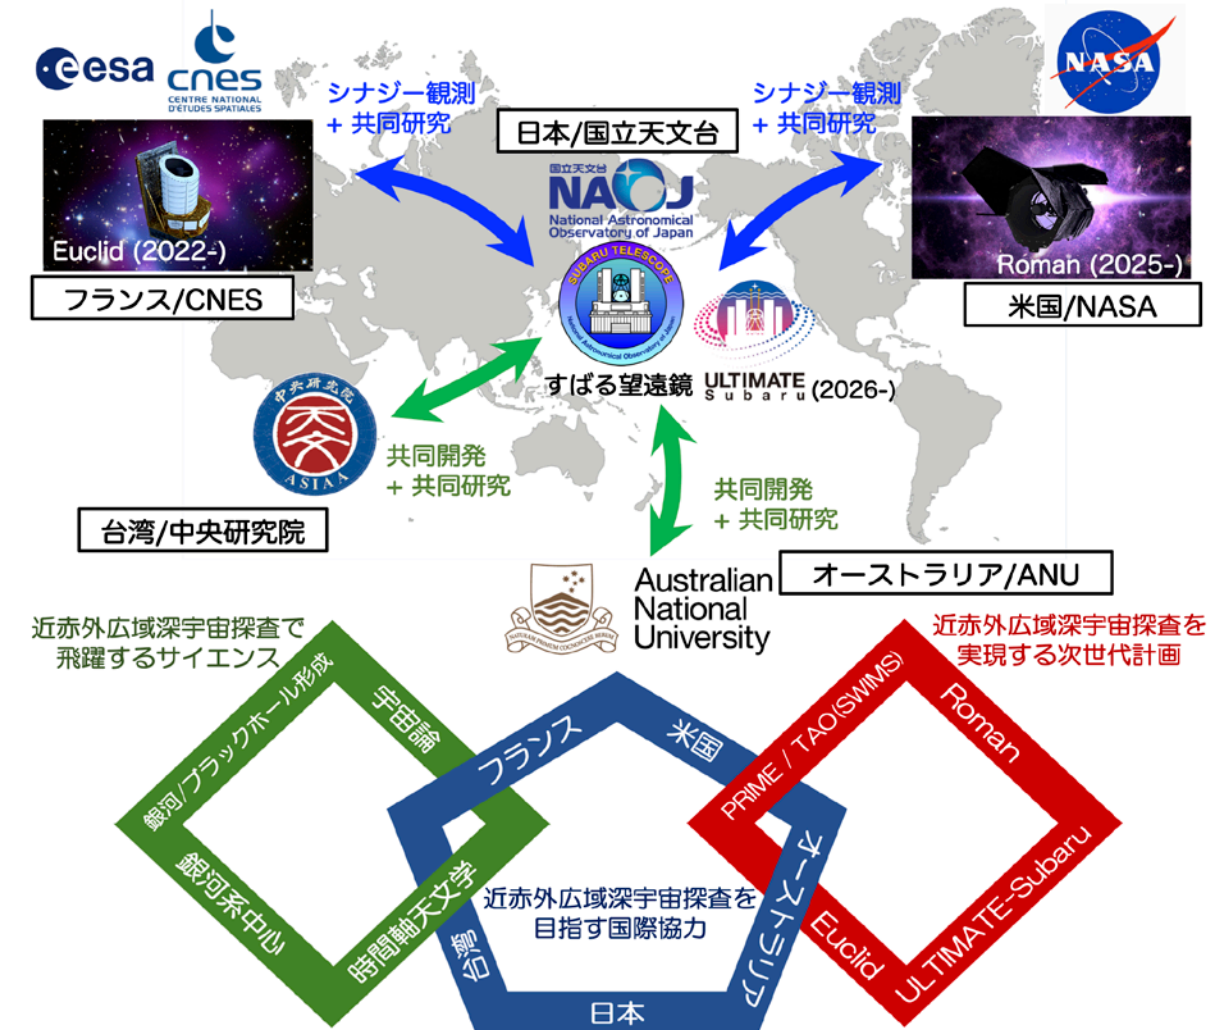 esa
cnes
CENTRE NATIONAL
D'ÉTUDES SPATIALES
シナジー観測
+ 共同研究
シナジー観測
+ 共同研究
NASA
日本/国立天文台
国立天文台
NAOJ
National Astronomical
Observatory of Japan
Euclid (2022-)
フランス/CNES
Roman (2025-)
米国/NASA
SUBARU TELESCOPE
National Astronomical Observatory of Japan
すばる望遠鏡
ULTIMATE
Subaru
(2026-)
中央研究院
天文
ASIAA
共同開発
+ 共同研究
台湾/中央研究院
共同開発
+ 共同研究
NATURAM PRIMUM COGNOSCERE RERUM
Australian
National
University
オーストラリア/ANU
近赤外広域深宇宙探査で
飛躍するサイエンス
銀河/ブラックホール形成
宇宙論
銀河系中心
時間軸天文学
フランス
米国
台湾
オーストラリア
日本
近赤外広域深宇宙探査を
目指す国際協力
近赤外広域深宇宙探査を
実現する次世代計画
PRIME / TAO(SWIMS)
Roman
Euclid
ULTIMATE-Subaru